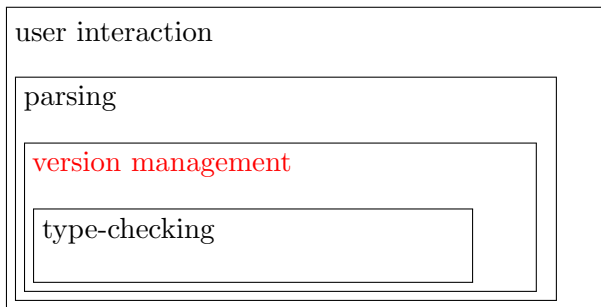 user interaction
parsing
version management
type-checking